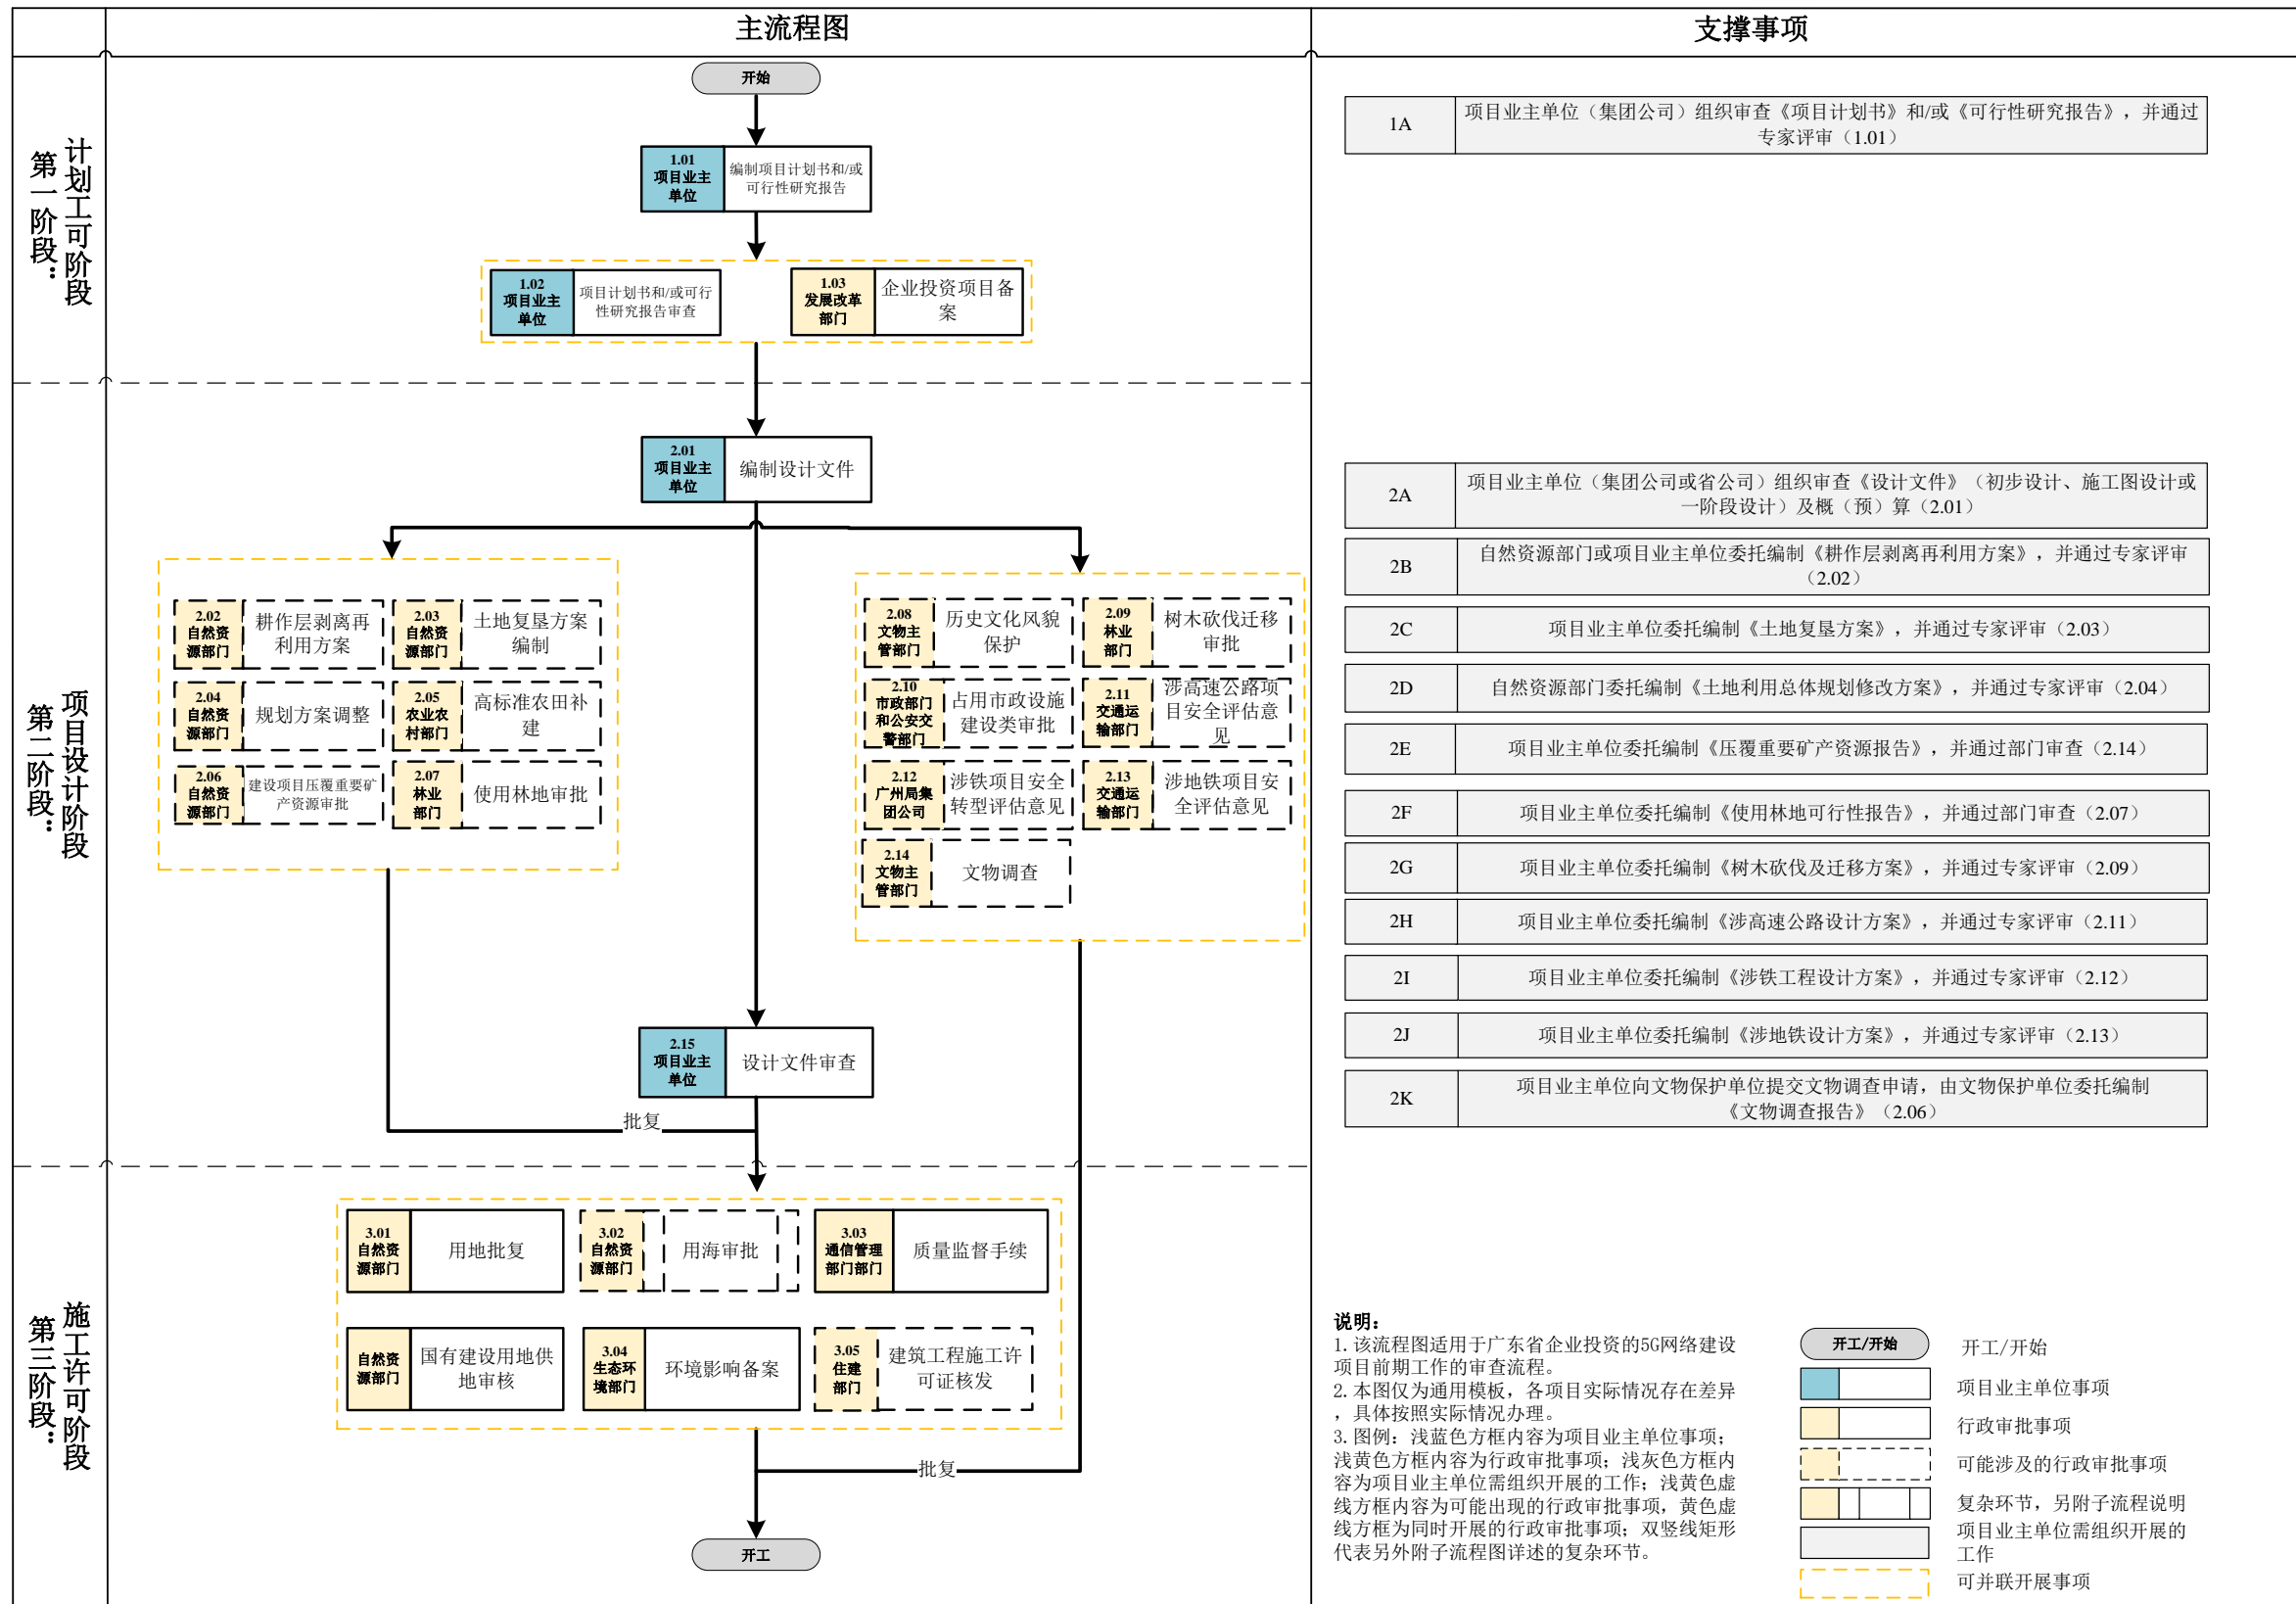 主流程图
支撑事项
第一阶段：
计划工可阶段
开始
1.01
项目业主
单位
编制项目计划书和/或
可行性研究报告
1.02
项目业主
单位
项目计划书和/或可行
性研究报告审查
1.03
发展改革
部门
企业投资项目备
案
1A
项目业主单位（集团公司）组织审查《项目计划书》和/或《可行性研究报告》，并通过
专家评审（1.01）
第二阶段：
项目设计阶段
2.01
项目业主
单位
编制设计文件
2.02
自然资
源部门
耕作层剥离再
利用方案
2.03
自然资
源部门
土地复垦方案
编制
2.04
自然资
源部门
规划方案调整
2.05
农业农
村部门
高标准农田补
建
2.06
自然资
源部门
建设项目压覆重要矿
产资源审批
2.07
林业
部门
使用林地审批
2.08
文物主
管部门
历史文化风貌
保护
2.09
林业
部门
树木砍伐迁移
审批
2.10
市政部门
和公安交
警部门
占用市政设施
建设类审批
2.11
交通运
输部门
涉高速公路项
目安全评估意
见
2.12
广州局集
团公司
涉铁项目安全
转型评估意见
2.13
交通运
输部门
涉地铁项目安
全评估意见
2.14
文物主
管部门
文物调查
2.15
项目业主
单位
设计文件审查
批复
2A
项目业主单位（集团公司或省公司）组织审查《设计文件》（初步设计、施工图设计或
一阶段设计）及概（预）算（2.01）
2B
自然资源部门或项目业主单位委托编制《耕作层剥离再利用方案》，并通过专家评审
（2.02）
2C
项目业主单位委托编制《土地复垦方案》，并通过专家评审（2.03）
2D
自然资源部门委托编制《土地利用总体规划修改方案》，并通过专家评审（2.04）
2E
项目业主单位委托编制《压覆重要矿产资源报告》，并通过部门审查（2.14）
2F
项目业主单位委托编制《使用林地可行性报告》，并通过部门审查（2.07）
2G
项目业主单位委托编制《树木砍伐及迁移方案》，并通过专家评审（2.09）
2H
项目业主单位委托编制《涉高速公路设计方案》，并通过专家评审（2.11）
2I
项目业主单位委托编制《涉铁工程设计方案》，并通过专家评审（2.12）
2J
项目业主单位委托编制《涉地铁设计方案》，并通过专家评审（2.13）
2K
项目业主单位向文物保护单位提交文物调查申请，由文物保护单位委托编制
《文物调查报告》（2.06）
第三阶段：
施工许可阶段
3.01
自然资
源部门
用地批复
3.02
自然资
源部门
用海审批
3.03
通信管理
部门部门
质量监督手续
自然资
源部门
国有建设用地供
地审核
3.04
生态环
境部门
环境影响备案
3.05
住建
部门
建筑工程施工许
可证核发
批复
开工
说明：
1.该流程图适用于广东省企业投资的5G网络建设
项目前期工作的审查流程。
2.本图仅为通用模板，各项目实际情况存在差异
，具体按照实际情况办理。
3.图例：浅蓝色方框内容为项目业主单位事项；
浅黄色方框内容为行政审批事项；浅灰色方框内
容为项目业主单位需组织开展的工作；浅黄色虚
线方框内容为可能出现的行政审批事项，黄色虚
线方框为同时开展的行政审批事项；双竖线矩形
代表另外附子流程图详述的复杂环节。
开工/开始
开工/开始
项目业主单位事项
行政审批事项
可能涉及的行政审批事项
复杂环节，另附子流程说明
项目业主单位需组织开展的
工作
可并联开展事项